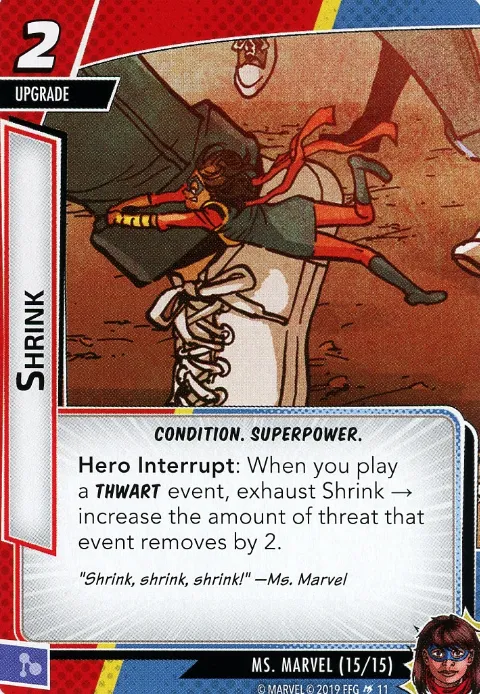 2
UPGRADE
SHRINK
CONDITION. SUPERPOWER.
Hero Interrupt: When you play
a THWART event, exhaust Shrink →
increase the amount of threat that
event removes by 2.
"Shrink, shrink, shrink!" —Ms. Marvel
MS. MARVEL (15/15)
© MARVEL © 2019 FFG 11